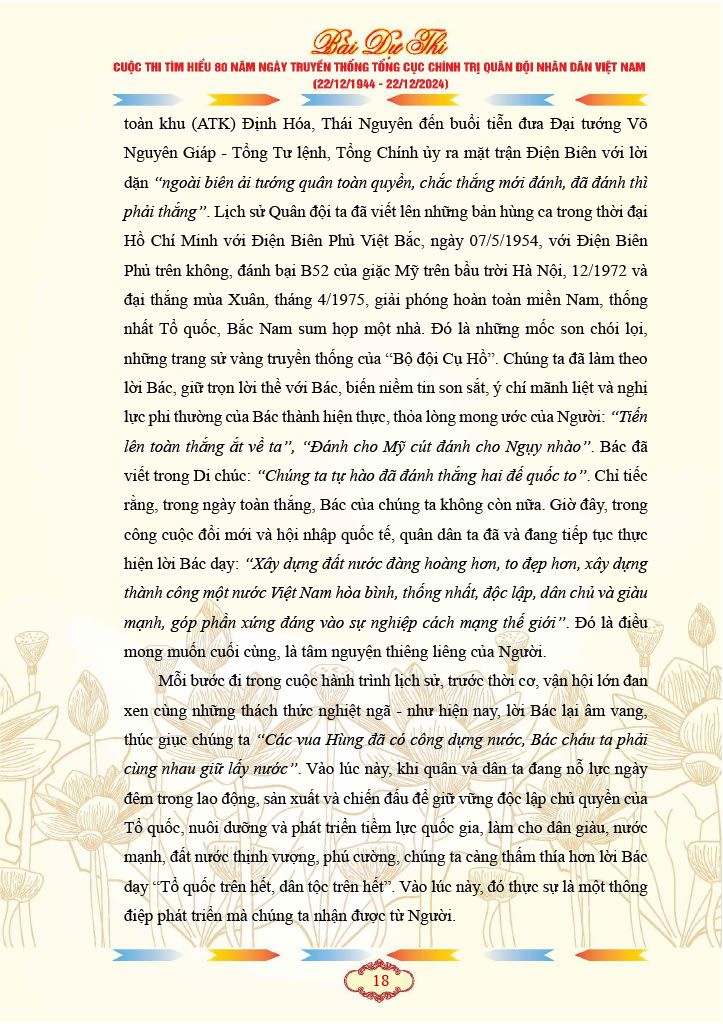 Bài Dự Thi
CUỘC THI TÌM HIỂU 80 NĂM NGÀY TRUYỀN THỐNG TỔNG CỤC CHÍNH TRỊ QUÂN ĐỘI NHÂN DÂN VIỆT NAM
(22/12/1944 - 22/12/2024)
toàn khu (ATK) Định Hóa, Thái Nguyên đến buổi tiễn đưa Đại tướng Võ
Nguyên Giáp - Tổng Tư lệnh, Tổng Chính ủy ra mặt trận Điện Biên với lời
dặn “ngoài biên ải tướng quân toàn quyền, chắc thắng mới đánh, đã đánh thì
phải thắng”. Lịch sử Quân đội ta đã viết lên những bản hùng ca trong thời đại
Hồ Chí Minh với Điện Biên Phủ Việt Bắc, ngày 07/5/1954, với Điện Biên
Phủ trên không, đánh bại B52 của giặc Mỹ trên bầu trời Hà Nội, 12/1972 và
đại thắng mùa Xuân, tháng 4/1975, giải phóng hoàn toàn miền Nam, thống
nhất Tổ quốc, Bắc Nam sum họp một nhà. Đó là những mốc son chói lọi,
những trang sử vàng truyền thống của “Bộ đội Cụ Hồ”. Chúng ta đã làm theo
lời Bác, giữ trọn lời thề với Bác, biến niềm tin son sắt, ý chí mãnh liệt và nghị
lực phi thường của Bác thành hiện thực, thỏa lòng mong ước của Người: “Tiến
lên toàn thắng ắt về ta”, “Đánh cho Mỹ cút đánh cho Ngụy nhào”. Bác đã
viết trong Di chúc: “Chúng ta tự hào đã đánh thắng hai đế quốc to”. Chỉ tiếc
rằng, trong ngày toàn thắng, Bác của chúng ta không còn nữa. Giờ đây, trong
công cuộc đổi mới và hội nhập quốc tế, quân dân ta đã và đang tiếp tục thực
hiện lời Bác dạy: “Xây dựng đất nước đàng hoàng hơn, to đẹp hơn, xây dựng
thành công một nước Việt Nam hòa bình, thống nhất, độc lập, dân chủ và giàu
mạnh, góp phần xứng đáng vào sự nghiệp cách mạng thế giới”. Đó là điều
mong muốn cuối cùng, là tâm nguyện thiêng liêng của Người.
Mỗi bước đi trong cuộc hành trình lịch sử, trước thời cơ, vận hội lớn đan
xen cùng những thách thức nghiệt ngã - như hiện nay, lời Bác lại âm vang,
thúc giục chúng ta “Các vua Hùng đã có công dựng nước, Bác cháu ta phải
cùng nhau giữ lấy nước”. Vào lúc này, khi quân và dân ta đang nỗ lực ngày
đêm trong lao động, sản xuất và chiến đấu để giữ vững độc lập chủ quyền của
Tổ quốc, nuôi dưỡng và phát triển tiềm lực quốc gia, làm cho dân giàu, nước
mạnh, đất nước thịnh vượng, phú cường, chúng ta càng thấm thía hơn lời Bác
dạy “Tổ quốc trên hết, dân tộc trên hết”. Vào lúc này, đó thực sự là một thông
điệp phát triển mà chúng ta nhận được từ Người.
18